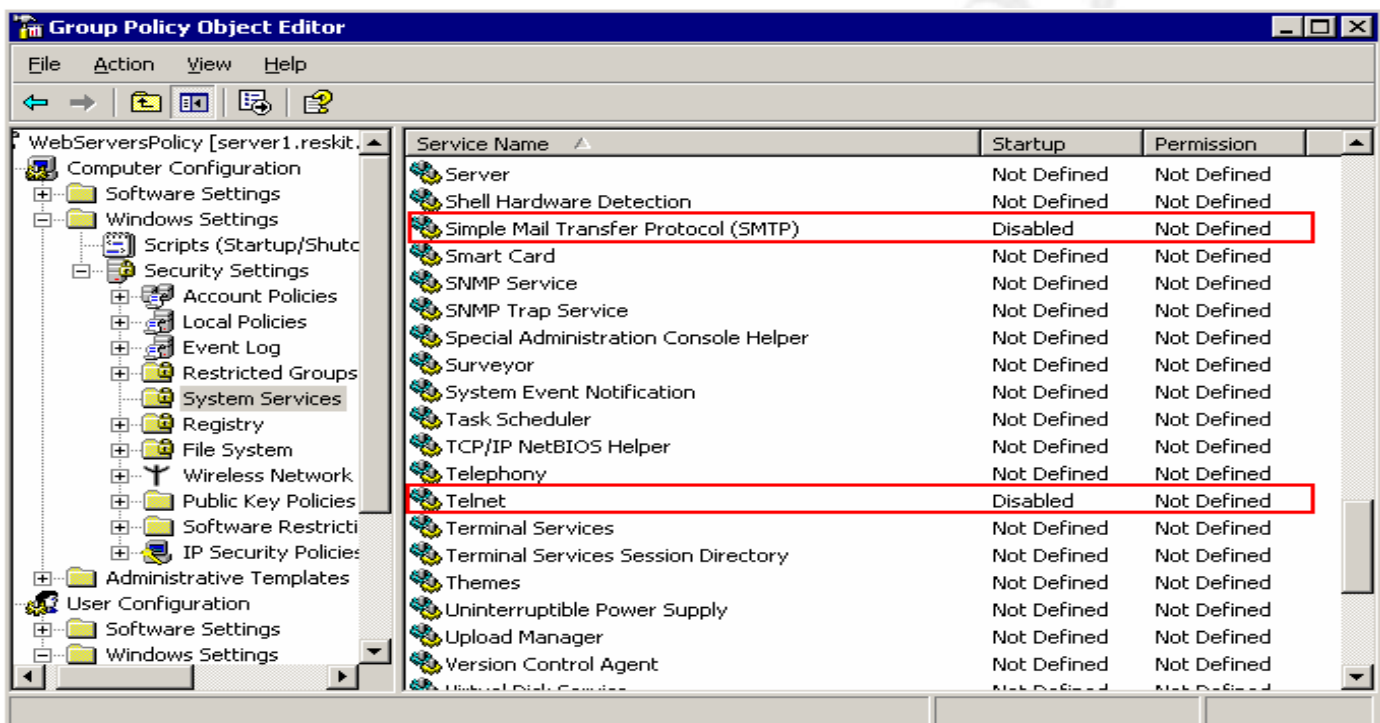 Group Policy Object Editor
File Action View Help
WebServersPolicy [server1.reskit.
Computer Configuration
Software Settings
Windows Settings
Scripts (Startup/Shutd
Security Settings
Account Policies
Local Policies
Event Log
Restricted Groups
System Services
Registry
File System
Wireless Network
Public Key Policies
Software Restricti
IP Security Policies
Administrative Templates
User Configuration
Software Settings
Windows Settings
Service Name Startup Permission
Server Not Defined Not Defined
Shell Hardware Detection Not Defined Not Defined
Simple Mail Transfer Protocol (SMTP) Disabled Not Defined
Smart Card Not Defined Not Defined
SNMP Service Not Defined Not Defined
SNMP Trap Service Not Defined Not Defined
Special Administration Console Helper Not Defined Not Defined
Surveyor Not Defined Not Defined
System Event Notification Not Defined Not Defined
Task Scheduler Not Defined Not Defined
TCP/IP NetBIOS Helper Not Defined Not Defined
Telephony Not Defined Not Defined
Telnet Disabled Not Defined
Terminal Services Not Defined Not Defined
Terminal Services Session Directory Not Defined Not Defined
Themes Not Defined Not Defined
Uninterruptible Power Supply Not Defined Not Defined
Upload Manager Not Defined Not Defined
Version Control Agent Not Defined Not Defined
Virtual Disk Service Not Defined Not Defined